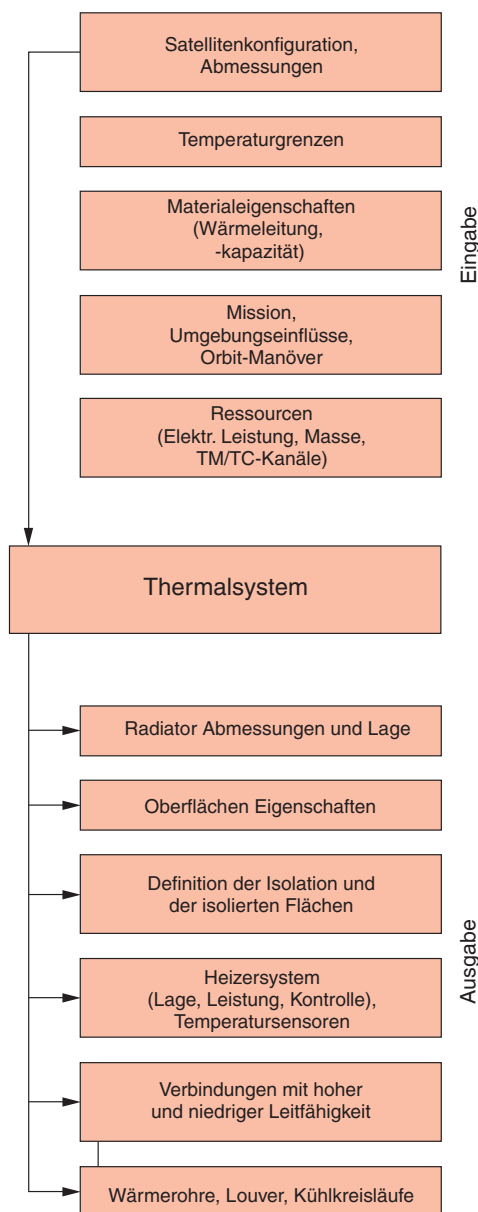 Satellitenkonfiguration,
Abmessungen
Temperaturgrenzen
Materialeigenschaften
(Wärmeleitung,
-kapazität)
Mission,
Umgebungseinflüsse,
Orbit-Manöver
Ressourcen
(Elektr. Leistung, Masse,
TM/TC-Kanäle)
Eingabe
Thermalsystem
Radiator Abmessungen und Lage
Oberflächen Eigenschaften
Definition der Isolation und
der isolierten Flächen
Heizersystem
(Lage, Leistung, Kontrolle),
Temperatursensoren
Verbindungen mit hoher
und niedriger Leitfähigkeit
Wärmerohre, Louver, Kühlkreisläufe
Ausgabe